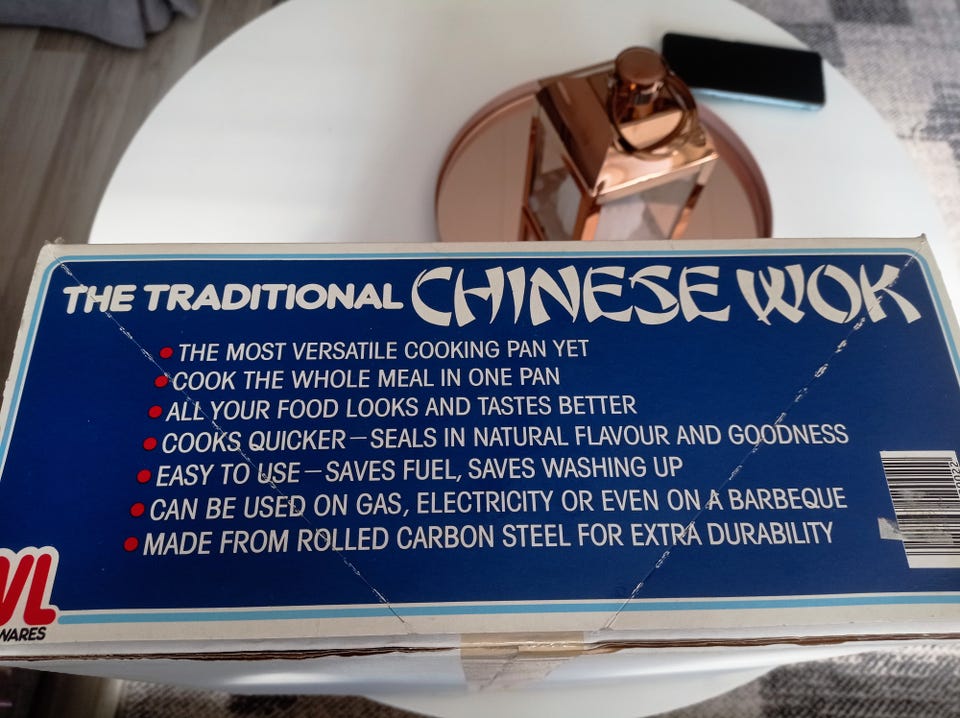 THE TRADITIONAL CHINESE WOK
THE MOST VERSATILE COOKING PAN YET
COOK THE WHOLE MEAL IN ONE PAN
ALL YOUR FOOD LOOKS AND TASTES BETTER
COOKS QUICKER – SEALS IN NATURAL FLAVOUR AND GOODNESS
EASY TO USE – SAVES FUEL, SAVES WASHING UP
CAN BE USED ON GAS, ELECTRICITY OR EVEN ON A BARBEQUE
MADE FROM ROLLED CARBON STEEL FOR EXTRA DURABILITY
WARES